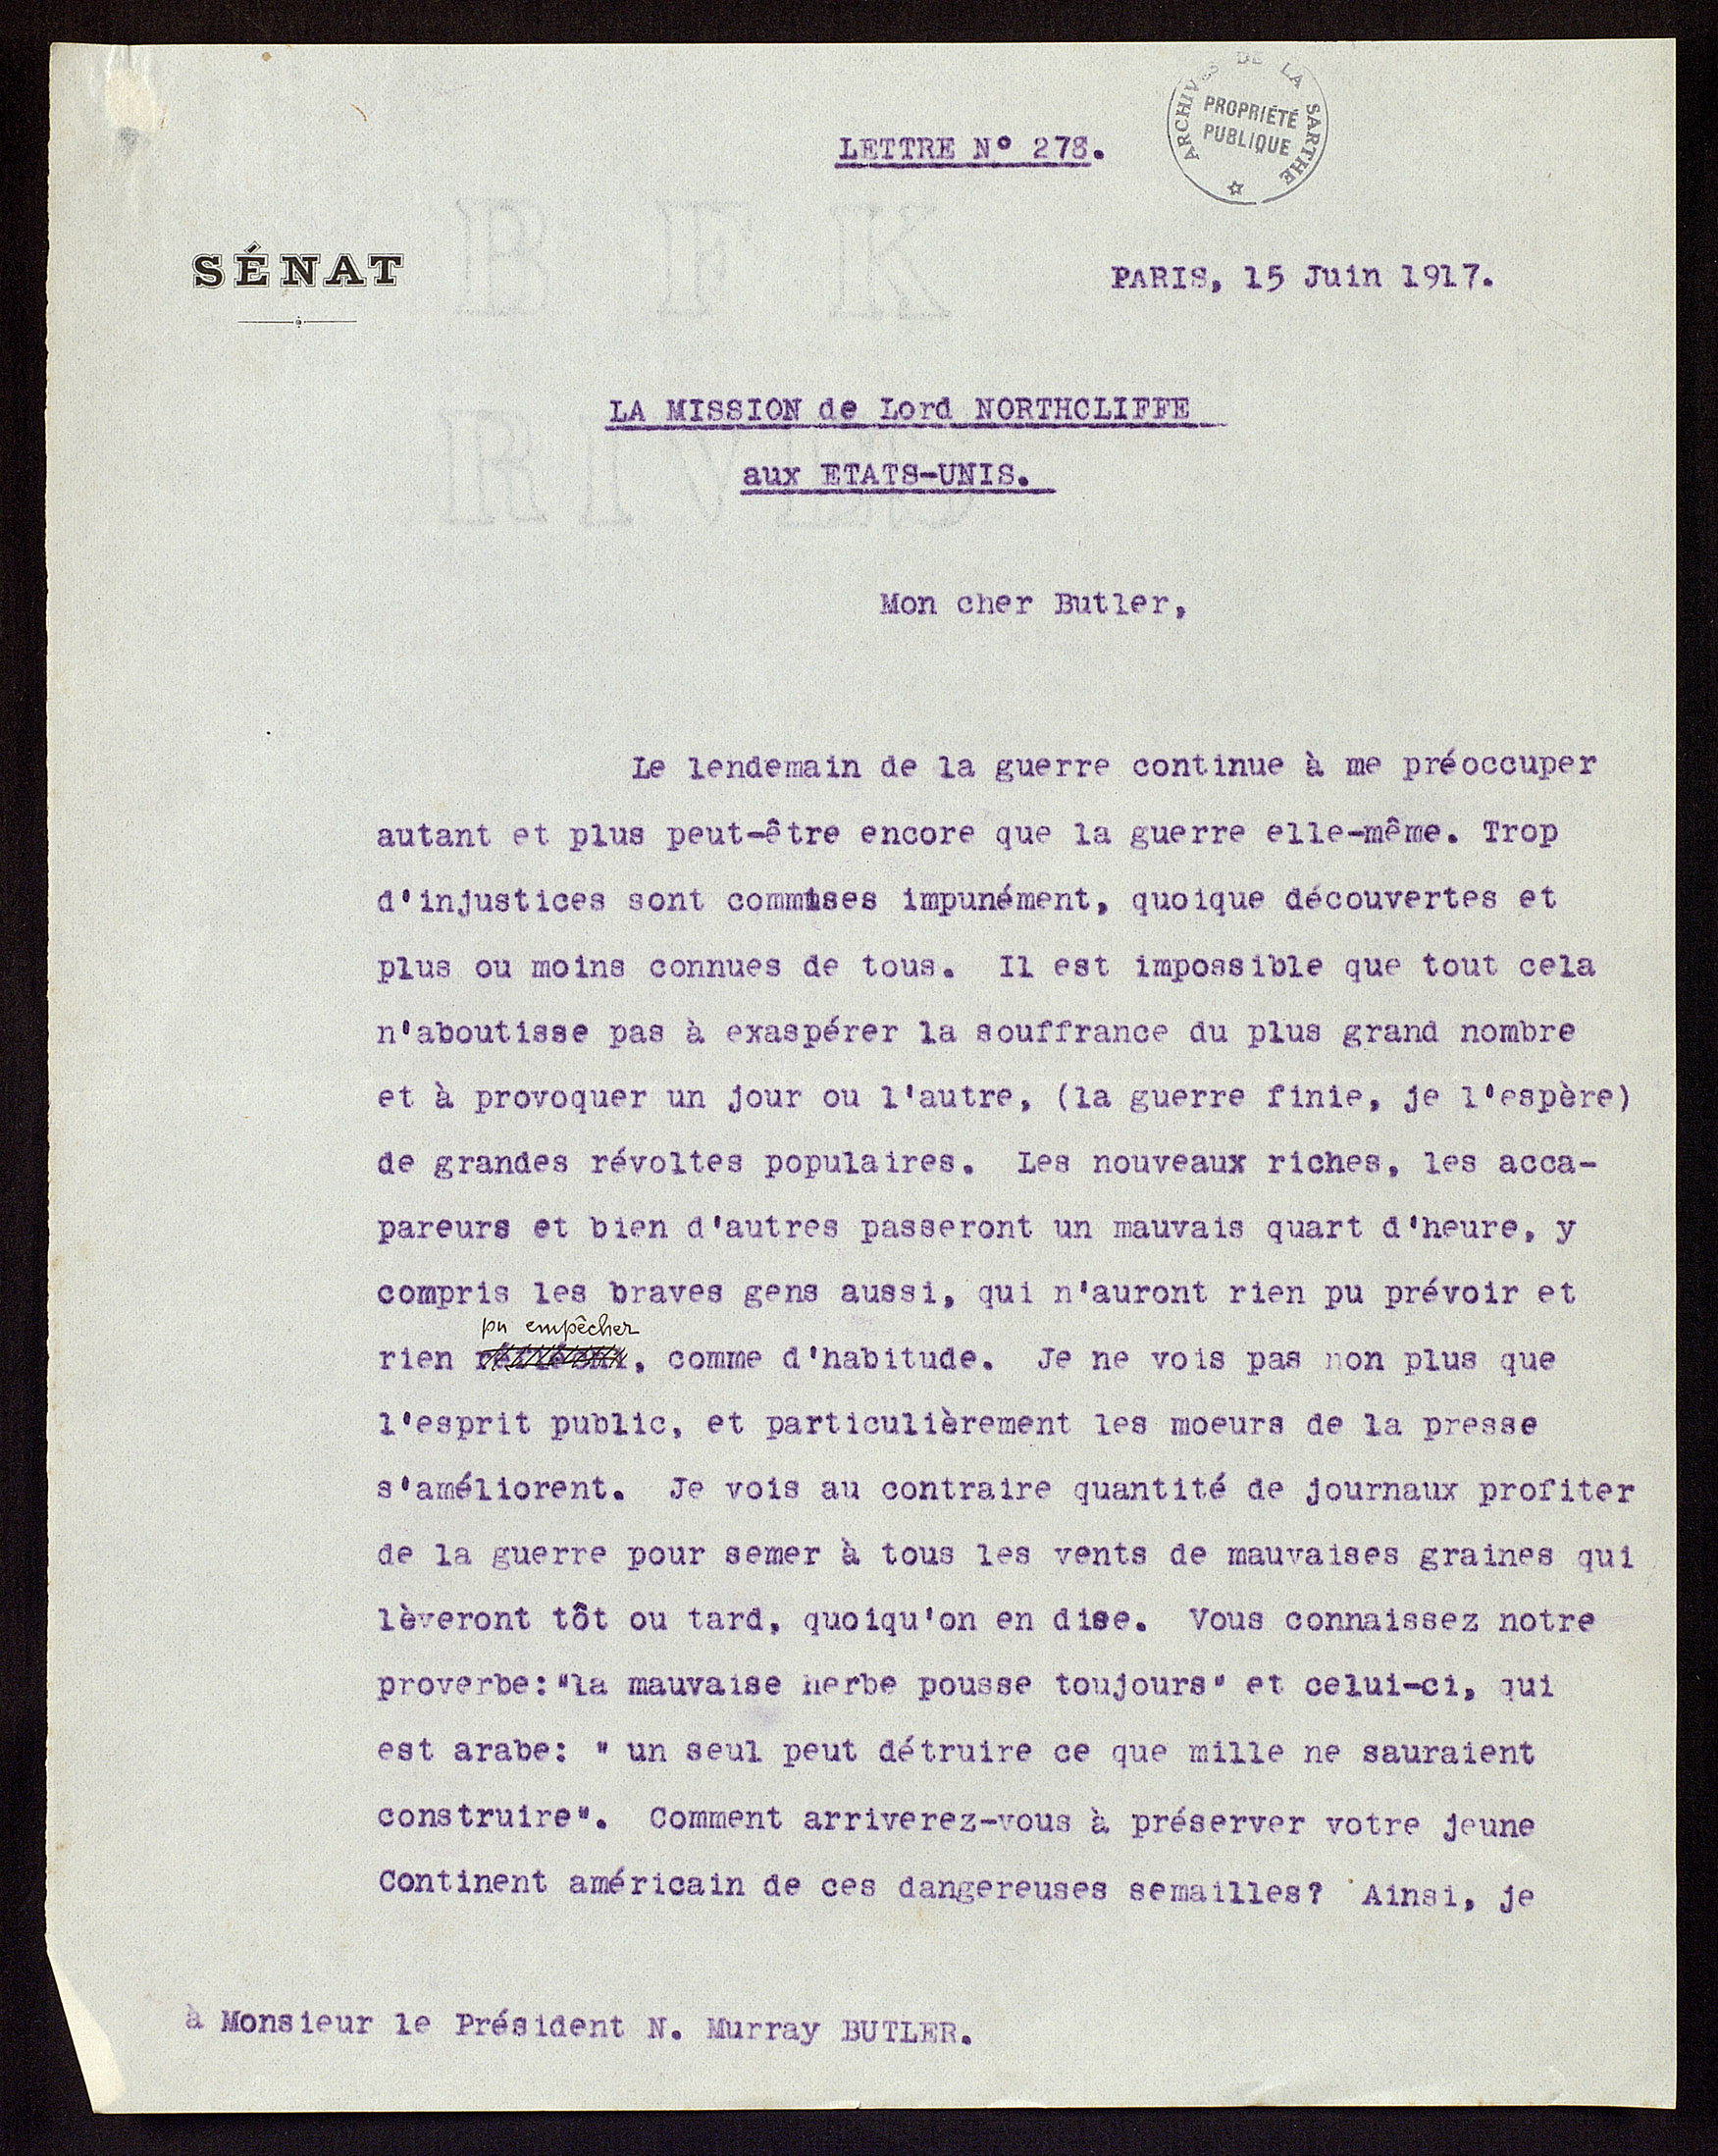 ARCHIVES DE LA SARTHE
PROPRIÉTÉ
PUBLIQUE
LETTRE N° 278.
SÉNAT
PARIS, 15 Juin 1917.
B F K
RIVES
LA MISSION de Lord NORTHCLIFFE
aux ETATS-UNIS.
Mon cher Butler,
Le lendemain de la guerre continue à me préoccuper
autant et plus peut-être encore que la guerre elle-même. Trop
d'injustices sont commises impunément, quoique découvertes et
plus ou moins connues de tous. Il est impossible que tout cela
n'aboutisse pas à exaspérer la souffrance du plus grand nombre
et à provoquer un jour ou l'autre, (la guerre finie, je l'espère)
de grandes révoltes populaires. Les nouveaux riches, les acca-
pareurs et bien d'autres passeront un mauvais quart d'heure, y
compris les braves gens aussi, qui n'auront rien pu prévoir et
pu empêcher
rien , comme d'habitude. Je ne vois pas non plus que
l'esprit public, et particulièrement les moeurs de la presse
s'améliorent. Je vois au contraire quantité de journaux profiter
de la guerre pour semer à tous les vents de mauvaises graines qui
lèveront tôt ou tard, quoiqu'on en dise. Vous connaissez notre
proverbe:"la mauvaise herbe pousse toujours" et celui-ci, qui
est arabe: " un seul peut détruire ce que mille ne sauraient
construire". Comment arriverez-vous à préserver votre jeune
Continent américain de ces dangereuses semailles? Ainsi, je
à Monsieur le Président N. Murray BUTLER.